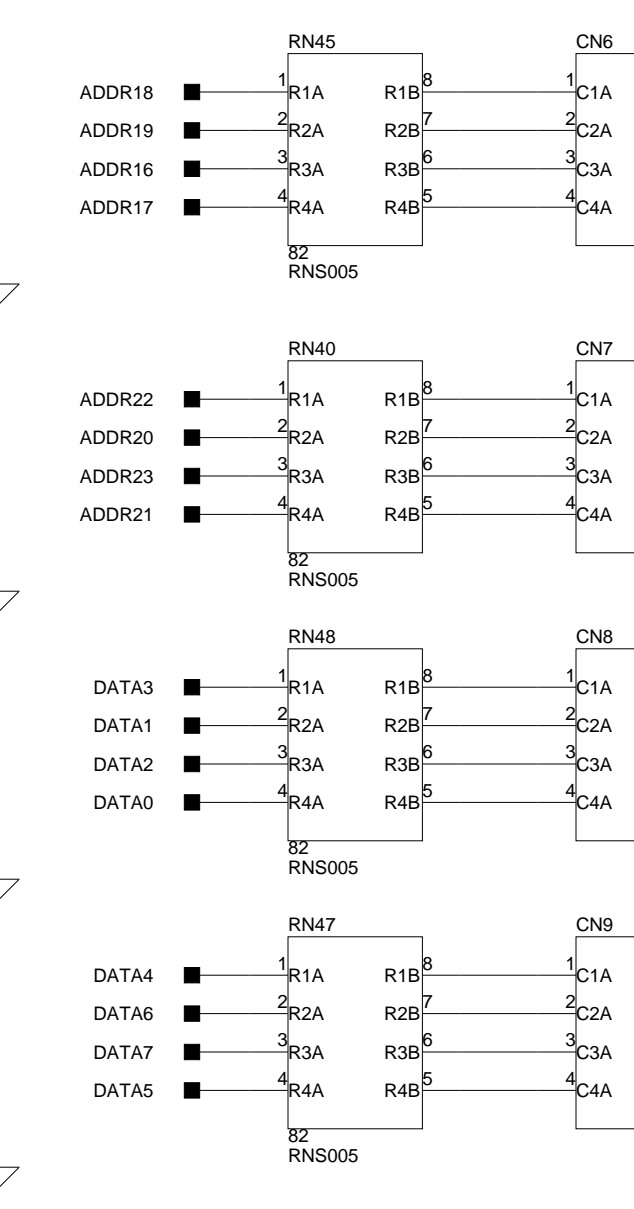 RN45 CN6
ADDR18 1 R1A R1B 8 1 C1A
ADDR19 2 R2A R2B 7 2 C2A
ADDR16 3 R3A R3B 6 3 C3A
ADDR17 4 R4A R4B 5 4 C4A
82
RNS005
RN40 CN7
ADDR22 1 R1A R1B 8 1 C1A
ADDR20 2 R2A R2B 7 2 C2A
ADDR23 3 R3A R3B 6 3 C3A
ADDR21 4 R4A R4B 5 4 C4A
82
RNS005
RN48 CN8
DATA3 1 R1A R1B 8 1 C1A
DATA1 2 R2A R2B 7 2 C2A
DATA2 3 R3A R3B 6 3 C3A
DATA0 4 R4A R4B 5 4 C4A
82
RNS005
RN47 CN9
DATA4 1 R1A R1B 8 1 C1A
DATA6 2 R2A R2B 7 2 C2A
DATA7 3 R3A R3B 6 3 C3A
DATA5 4 R4A R4B 5 4 C4A
82
RNS005